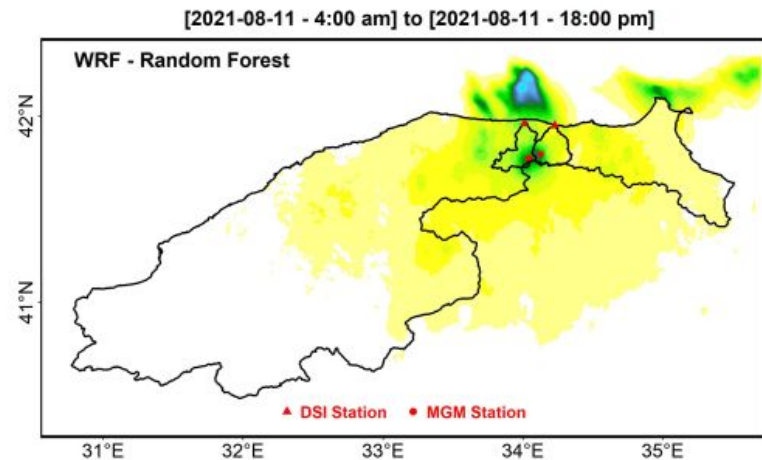 [2021-08-11 - 4:00 am] to [2021-08-11 - 18:00 pm]
WRF - Random Forest
42°N
41°N
DSI Station MGM Station
31°E 32°E 33°E 34°E 35°E